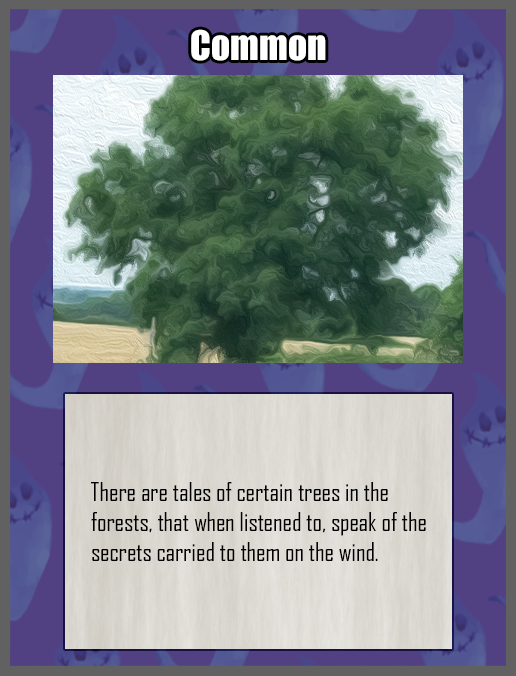 Common
There are tales of certain trees in the
forests, that when listened to, speak of the
secrets carried to them on the wind.